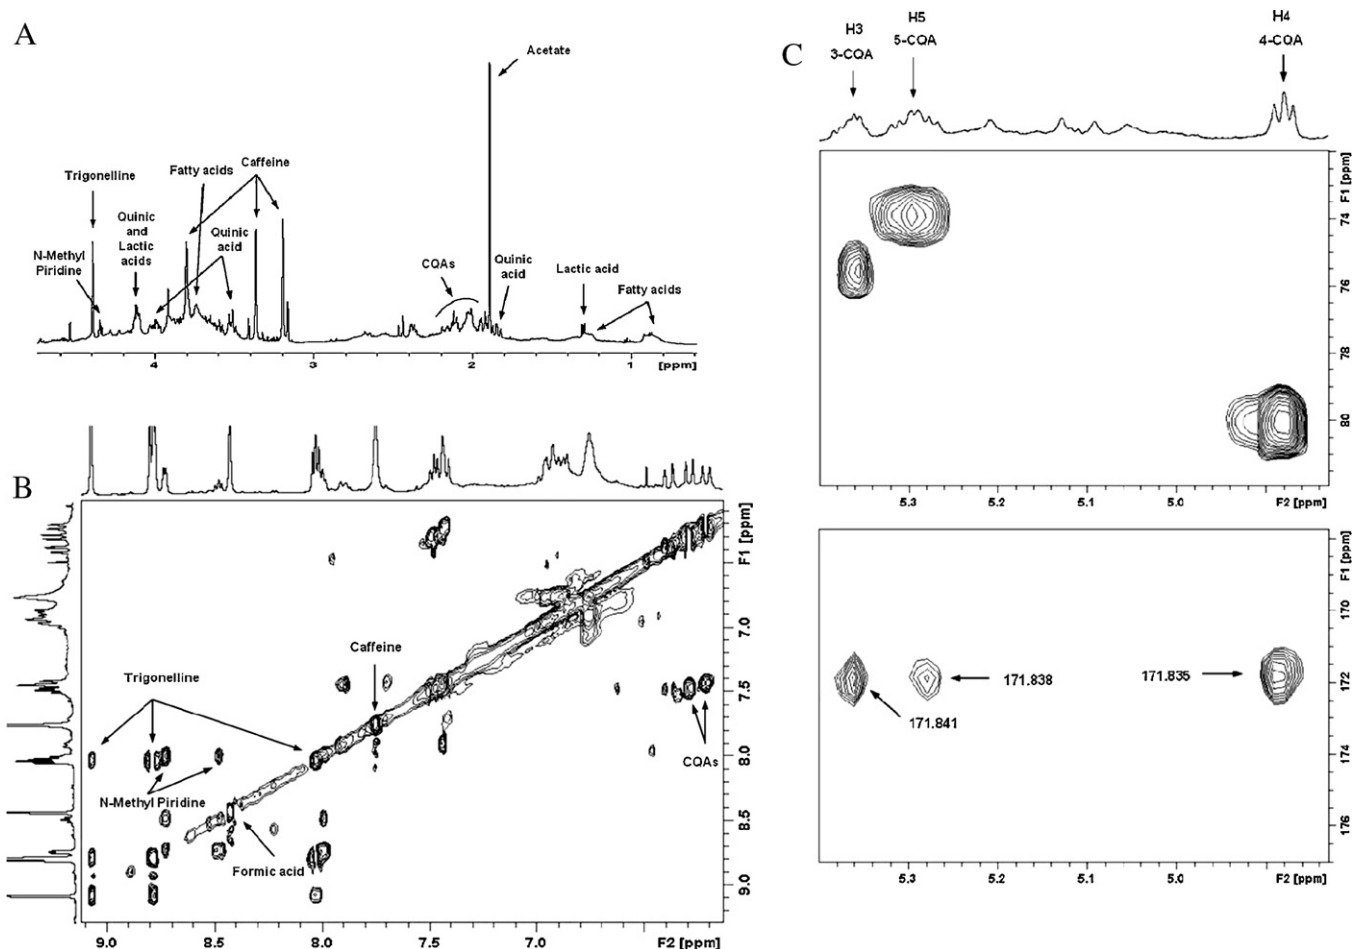 A
Acetate
Trigonelline
Fatty acids
Caffeine
Quinic
and
Lactic
acids
Quinic
acid
N-Methyl
Piridine
CQAs
Quinic
acid
Lactic acid
Fatty acids
4
3
2
1
[ppm]
B
Trigonelline
Caffeine
N-Methyl Piridine
Formic acid
CQAs
F1 [ppm]
7.0
7.5
8.0
8.5
9.0
9.0
8.5
8.0
7.5
7.0
F2 [ppm]
C
H3
3-CQA
H5
5-CQA
H4
4-CQA
F1 [ppm]
74
76
78
80
5.3
5.2
5.1
5.0
F2 [ppm]
171.841
171.838
171.835
F1 [ppm]
170
172
174
176
5.3
5.2
5.1
5.0
F2 [ppm]